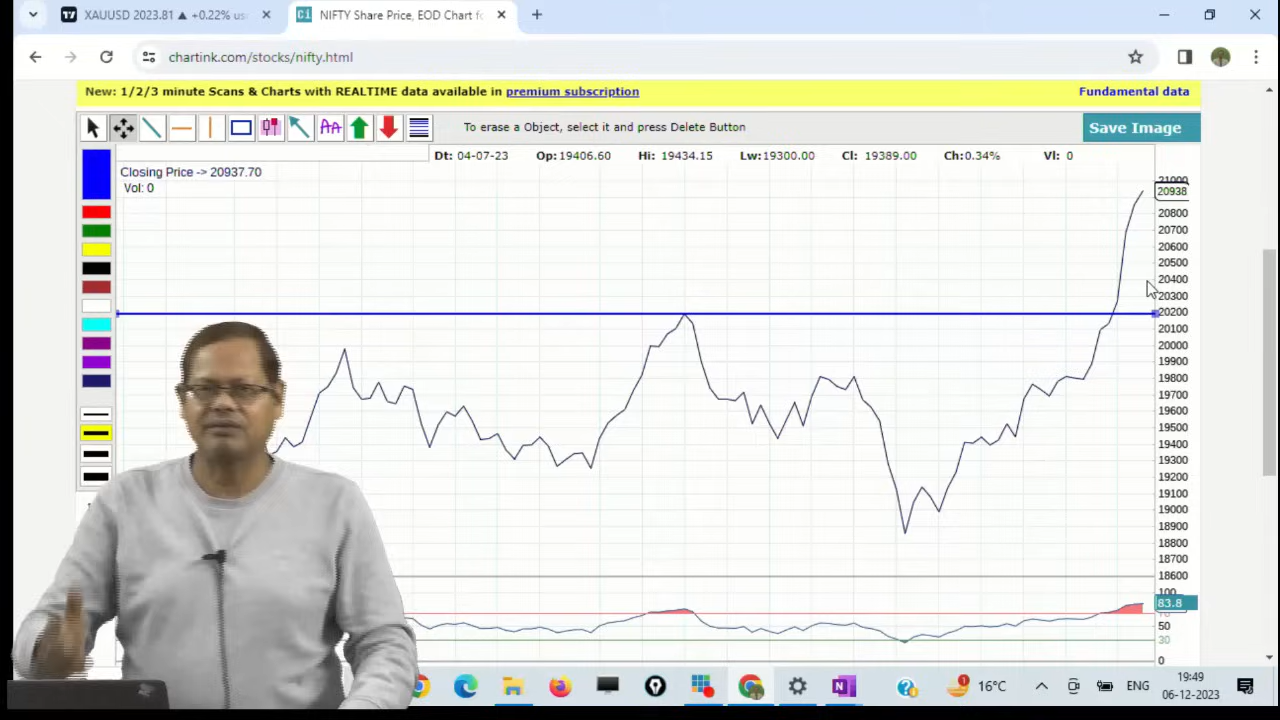 XAUUSD 2023.81 ▲ +0.22%
NIFTY Share Price, EOD Chart
chartink.com/stocks/nifty.html
New: 1/2/3 minute Scans & Charts with REALTIME data available in premium subscription
Fundamental data
To erase a Object, select it and press Delete Button
Save Image
Dt: 04-07-23 Op:19406.60 Hi: 19434.15 Lw:19300.00 Cl: 19389.00 Ch:0.34% Vl: 0
Closing Price -> 20937.70
Vol: 0
21000
20938
20800
20700
20600
20500
20400
20300
20200
20100
20000
19900
19800
19700
19600
19500
19400
19300
19200
19100
19000
18900
18800
18700
18600
100
83.8
50
30
0
16°C
ENG
19:49
06-12-2023